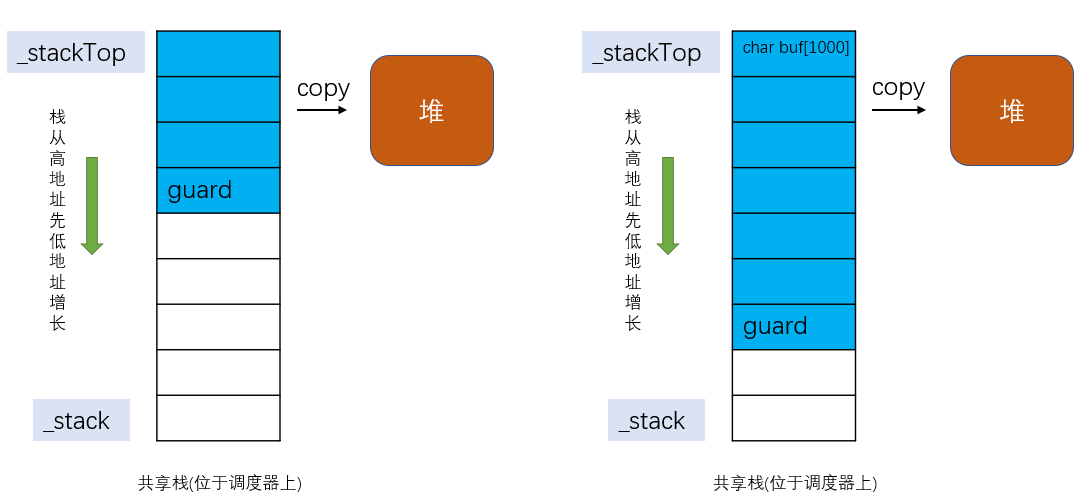 _stackTop
copy
堆
栈从高地址先低地址增长
guard
_stack
共享栈(位于调度器上)
_stackTop
char buf[1000]
copy
堆
栈从高地址先低地址增长
guard
_stack
共享栈(位于调度器上)